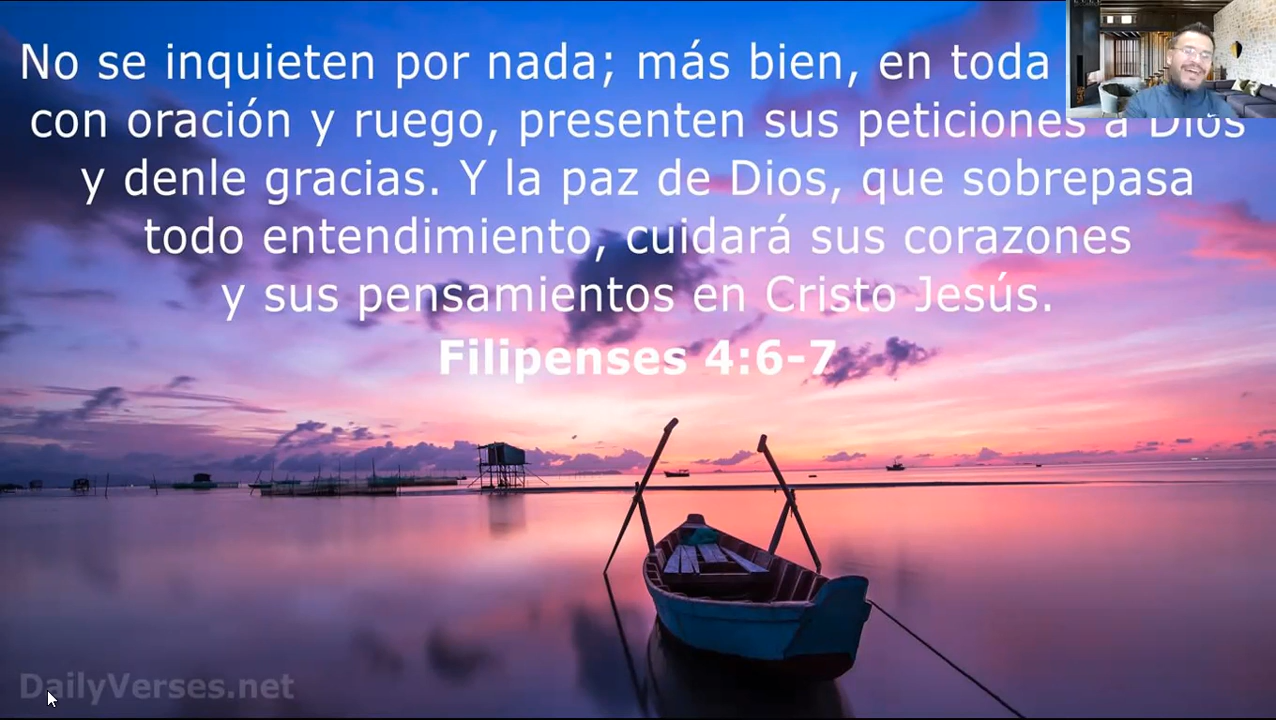 No se inquieten por nada; más bien, en toda
con oración y ruego, presenten sus peticiones a Dios
y denle gracias. Y la paz de Dios, que sobrepasa
todo entendimiento, cuidará sus corazones
y sus pensamientos en Cristo Jesús.
Filipenses 4:6-7
DailyVerses.net